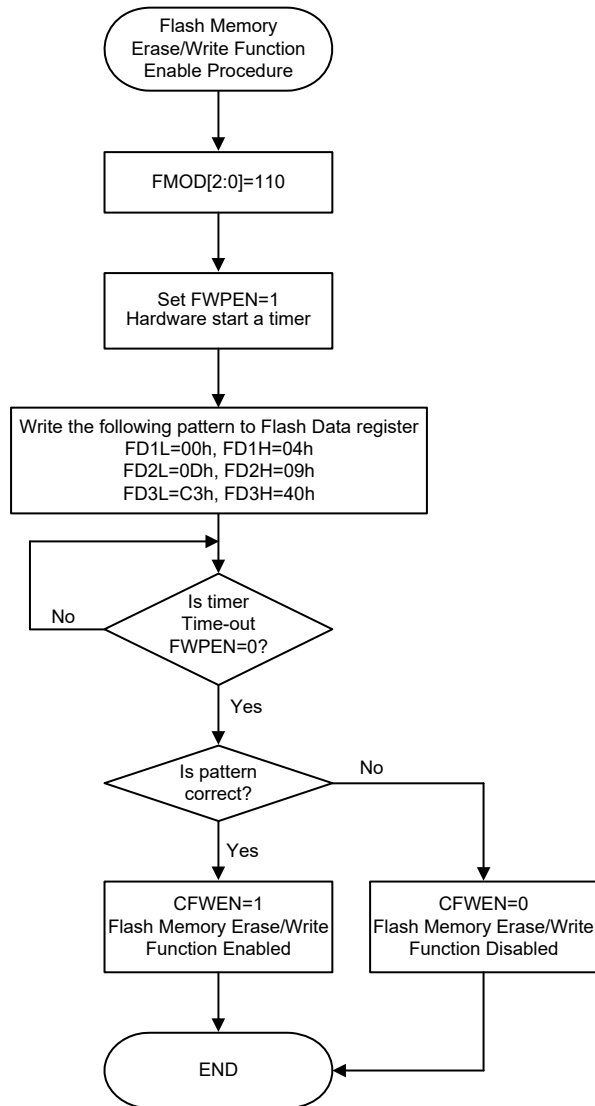 Flash Memory
Erase/Write Function
Enable Procedure
FMOD[2:0]=110
Set FWPEN=1
Hardware start a timer
Write the following pattern to Flash Data register
FD1L=00h, FD1H=04h
FD2L=0Dh, FD2H=09h
FD3L=C3h, FD3H=40h
Is timer
Time-out
FWPEN=0?
No
Yes
Is pattern
correct?
No
Yes
CFWEN=1
Flash Memory Erase/Write
Function Enabled
CFWEN=0
Flash Memory Erase/Write
Function Disabled
END